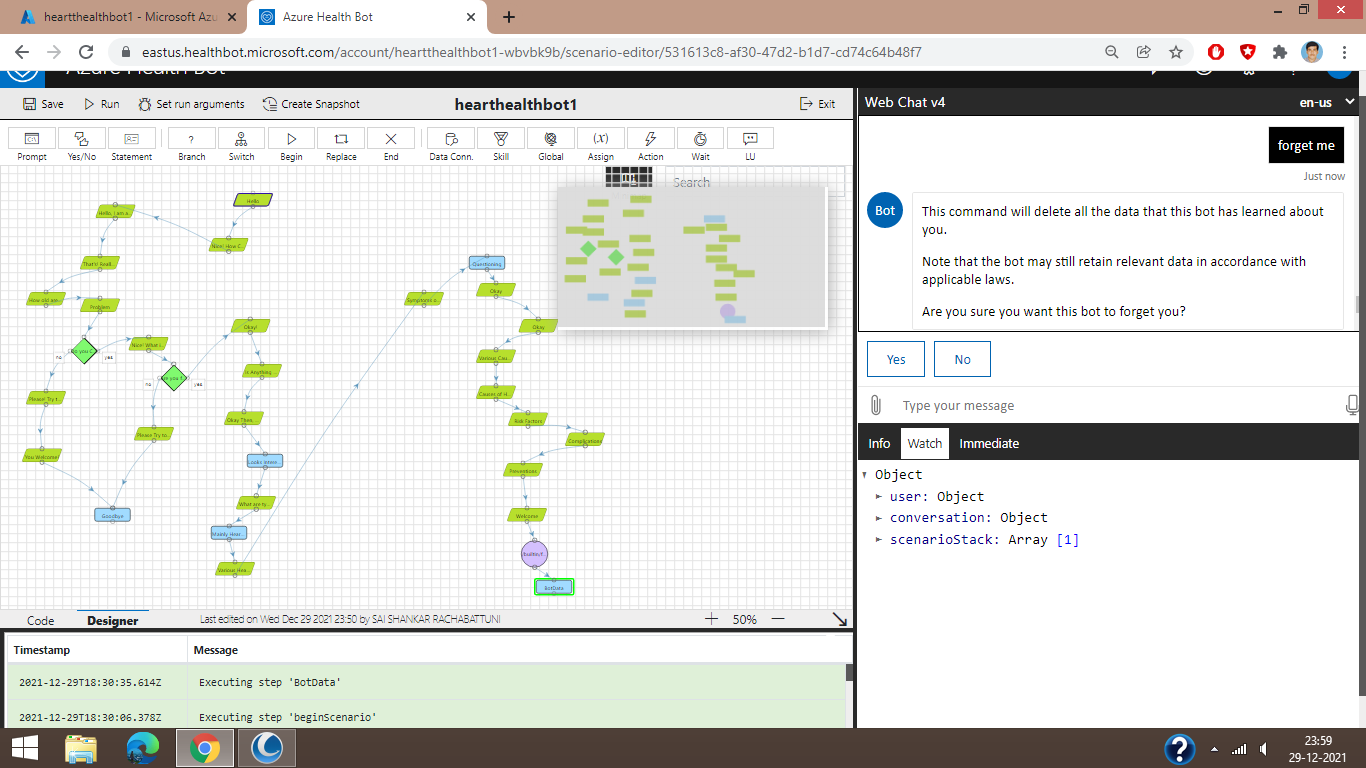 hearthealthbot1 - Microsoft Azu
Azure Health Bot
eastus.healthbot.microsoft.com/account/heartthealthbot1-wbvbk9b/scenario-editor/531613c8-af30-47d2-b1d7-cd74c64b48f7
Azure Health Bot
Save
Run
Set run arguments
Create Snapshot
hearthealthbot1
Exit
Prompt
Yes/No
Statement
Branch
Switch
Begin
Replace
End
Data Conn.
Skill
Global
Assign
Action
Wait
LU
Search
Hello
Hello, I am a..
Nice! How C..
That's! Reall..
How old are..
Problem
Do you C..
no
yes
Nice! What i..
no
yes
Please! Try t..
Please Try to..
You Welcome!
Goodbye
Okay!
Is Anything..
Okay Then..
Looks Intere..
What are ty..
Mainly Hear..
Various Hea..
Symptoms o..
Questioning
Okay
Okay
Various Cau..
Causes of H..
Risk Factors
Complications
Preventions
Welcome
/builtin/f..
BotData
Code
Designer
Last edited on Wed Dec 29 2021 23:50 by SAI SHANKAR RACHABATTUNI
50%
Timestamp
Message
2021-12-29T18:30:35.614Z
Executing step 'BotData'
2021-12-29T18:30:06.378Z
Executing step 'beginScenario'
Web Chat v4
en-us
forget me
Just now
Bot
This command will delete all the data that this bot has learned about
you.
Note that the bot may still retain relevant data in accordance with
applicable laws.
Are you sure you want this bot to forget you?
Yes
No
Type your message
Info
Watch
Immediate
Object
user: Object
conversation: Object
scenarioStack: Array [1]
23:59
29-12-2021